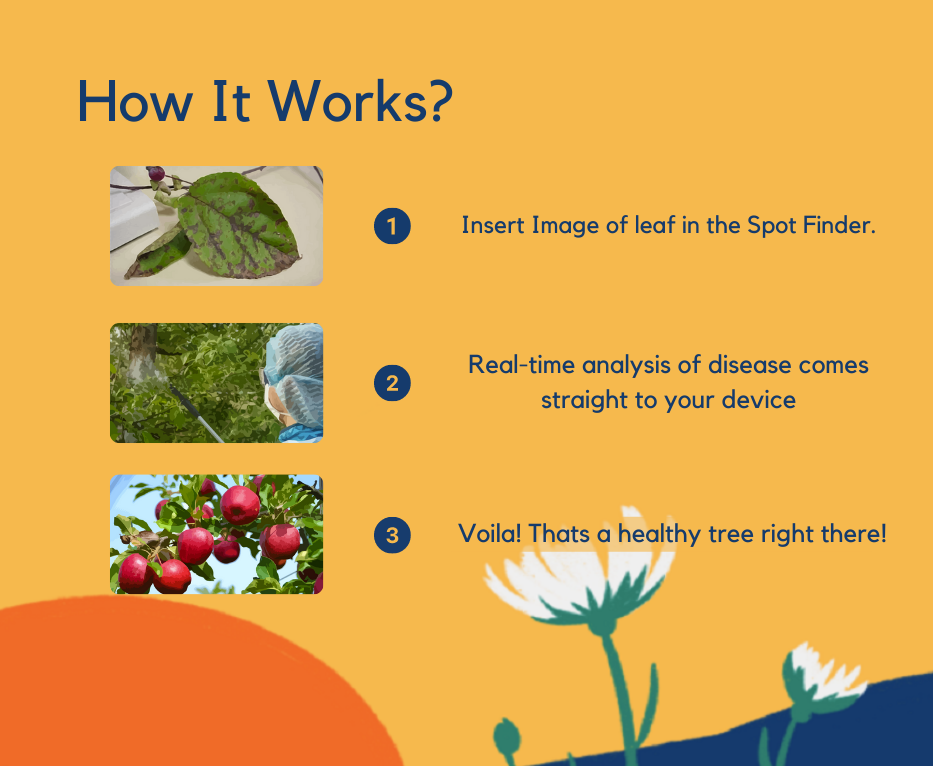 How It Works?
1
Insert Image of leaf in the Spot Finder.
2
Real-time analysis of disease comes
straight to your device
3
Voila! Thats a healthy tree right there!